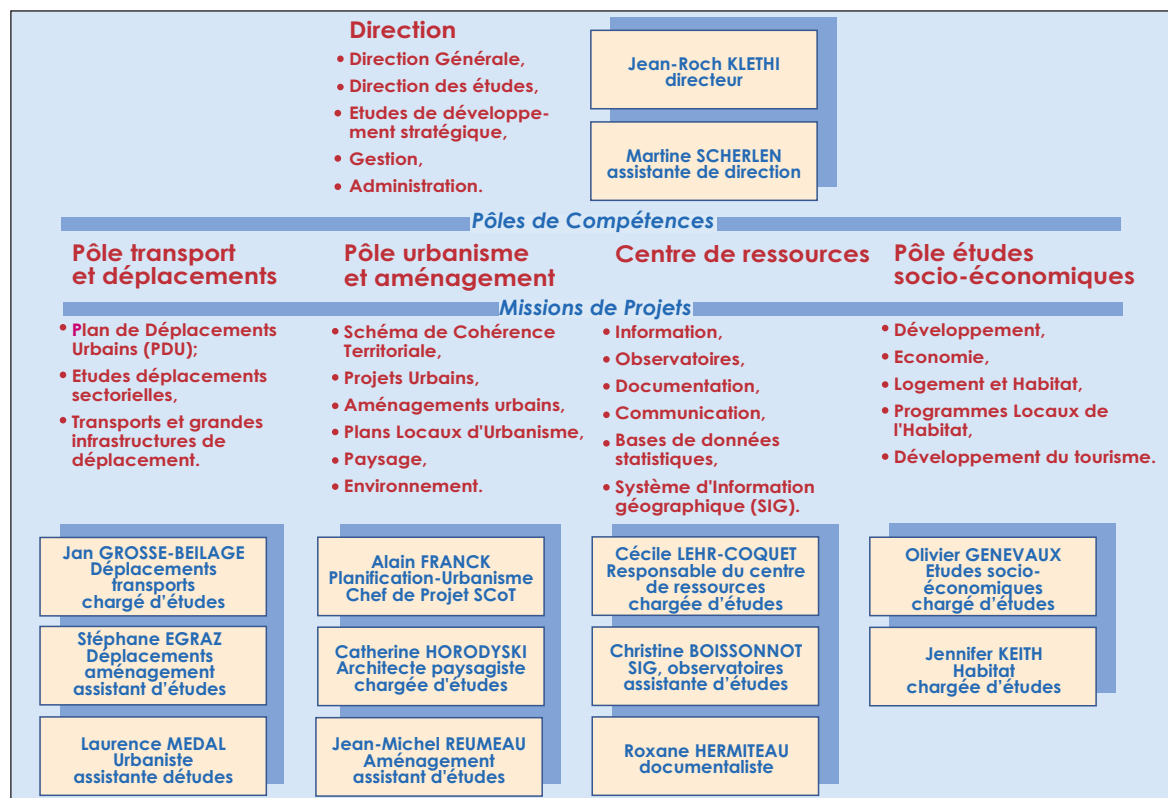 Direction
• Direction Générale,
• Direction des études,
• Etudes de développe-
ment stratégique,
• Gestion,
• Administration.
Jean-Roch KLETHI
directeur
Martine SCHERLEN
assistante de direction
Pôles de Compétences
Pôle transport
et déplacements
Pôle urbanisme
et aménagement
Centre de ressources
Pôle études
socio-économiques
Missions de Projets
• Plan de Déplacements
Urbains (PDU);
• Etudes déplacements
sectorielles,
• Transports et grandes
infrastructures de
déplacement.
• Schéma de Cohérence
Territoriale,
• Projets Urbains,
• Aménagements urbains,
• Plans Locaux d'Urbanisme,
• Paysage,
• Environnement.
• Information,
• Observatoires,
• Documentation,
• Communication,
• Bases de données
statistiques,
• Système d'Information
géographique (SIG).
• Développement,
• Economie,
• Logement et Habitat,
• Programmes Locaux de
l'Habitat,
• Développement du tourisme.
Jan GROSSE-BEILAGE
Déplacements
transports
chargé d'études
Stéphane EGRAZ
Déplacements
aménagement
assistant d'études
Laurence MEDAL
Urbaniste
assistante détudes
Alain FRANCK
Planification-Urbanisme
Chef de Projet SCoT
Catherine HORODYSKI
Architecte paysagiste
chargée d'études
Jean-Michel REUMEAU
Aménagement
assistant d'études
Cécile LEHR-COQUET
Responsable du centre
de ressources
chargée d'études
Christine BOISSONNOT
SIG, observatoires
assistante d'études
Roxane HERMITEAU
documentaliste
Olivier GENEVAUX
Etudes socio-
économiques
chargé d'études
Jennifer KEITH
Habitat
chargée d'études